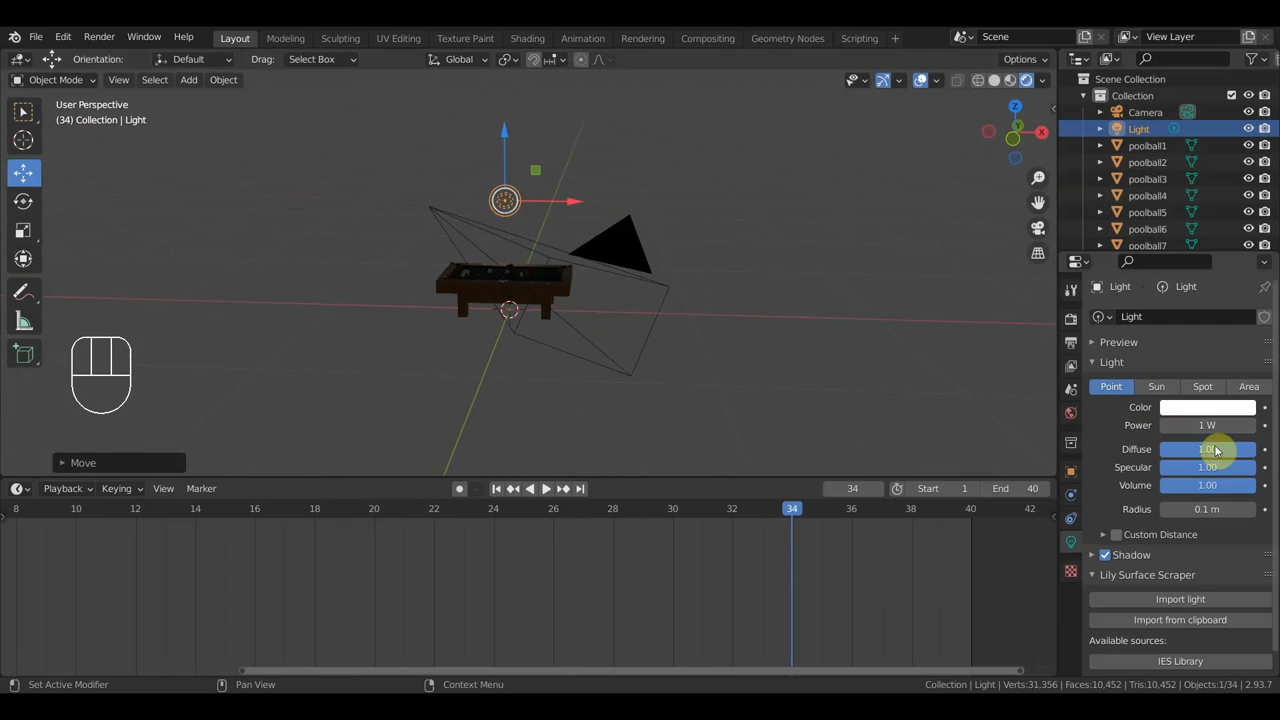 File Edit Render Window Help Layout Modeling Sculpting UV Editing Texture Paint Shading Animation Rendering Compositing Geometry Nodes Scripting + Scene View Layer
Orientation: Default Drag: Select Box Global Options
Object Mode View Select Add Object
Scene Collection
Collection
Camera
Light
poolball1
poolball2
poolball3
poolball4
poolball5
poolball6
poolball7
User Perspective
(34) Collection | Light
Z
X
Y
Move
Light Light
Light
Preview
Light
Point Sun Spot Area
Color
Power 1 W
Diffuse 1.00
Specular 1.00
Volume 1.00
Radius 0.1 m
Custom Distance
Shadow
Lily Surface Scraper
Import light
Import from clipboard
Available sources:
IES Library
Playback Keying View Marker 34 Start 1 End 40
8 10 12 14 16 18 20 22 24 26 28 30 32 34 36 38 40 42
Set Active Modifier Pan View Context Menu Collection | Light | Verts:31,356 | Faces:10,452 | Tris:10,452 | Objects:1/34 | 2.93.7